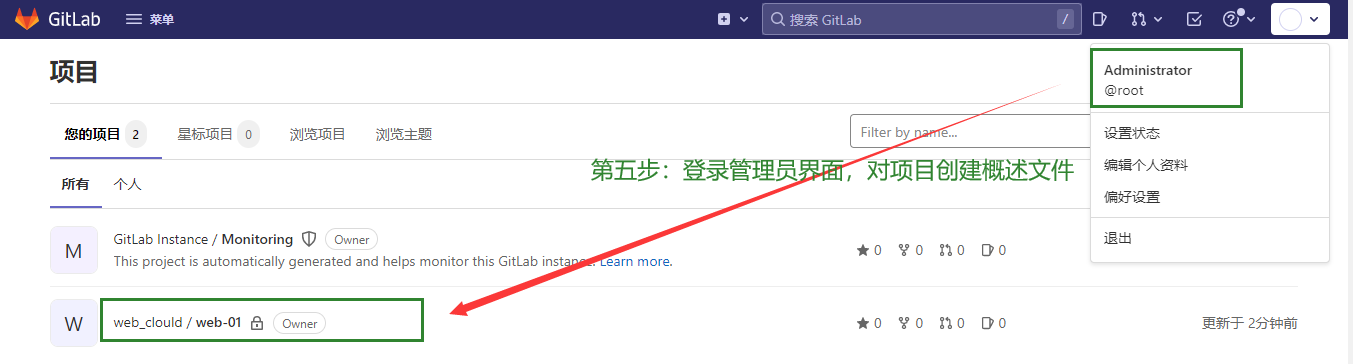 GitLab 菜单 搜索 GitLab /
项目
Administrator
@root
您的项目 2 星标项目 0 浏览项目 浏览主题 Filter by name...
设置状态
第五步：登录管理员界面，对项目创建概述文件
编辑个人资料
所有 个人
偏好设置
退出
M GitLab Instance / Monitoring Owner 0 0 0 0
This project is automatically generated and helps monitor this GitLab instance. Learn more.
W web_clould / web-01 Owner 0 0 0 0 更新于 2分钟前